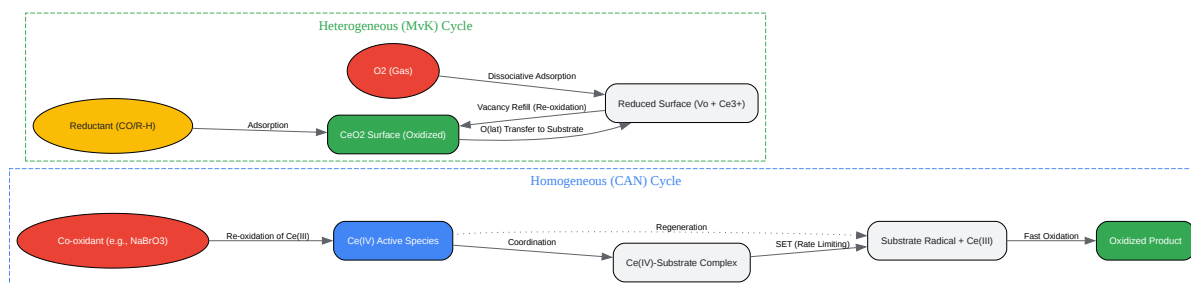 Heterogeneous (MvK) Cycle
O2 (Gas)
Dissociative Adsorption
Reduced Surface (Vo + Ce3+)
Vacancy Refill (Re-oxidation)
Reductant (CO/R-H)
Adsorption
CeO2 Surface (Oxidized)
O(lat) Transfer to Substrate
Homogeneous (CAN) Cycle
Co-oxidant (e.g., NaBrO3)
Re-oxidation of Ce(III)
Ce(IV) Active Species
Regeneration
Coordination
Ce(IV)-Substrate Complex
SET (Rate Limiting)
Substrate Radical + Ce(III)
Fast Oxidation
Oxidized Product